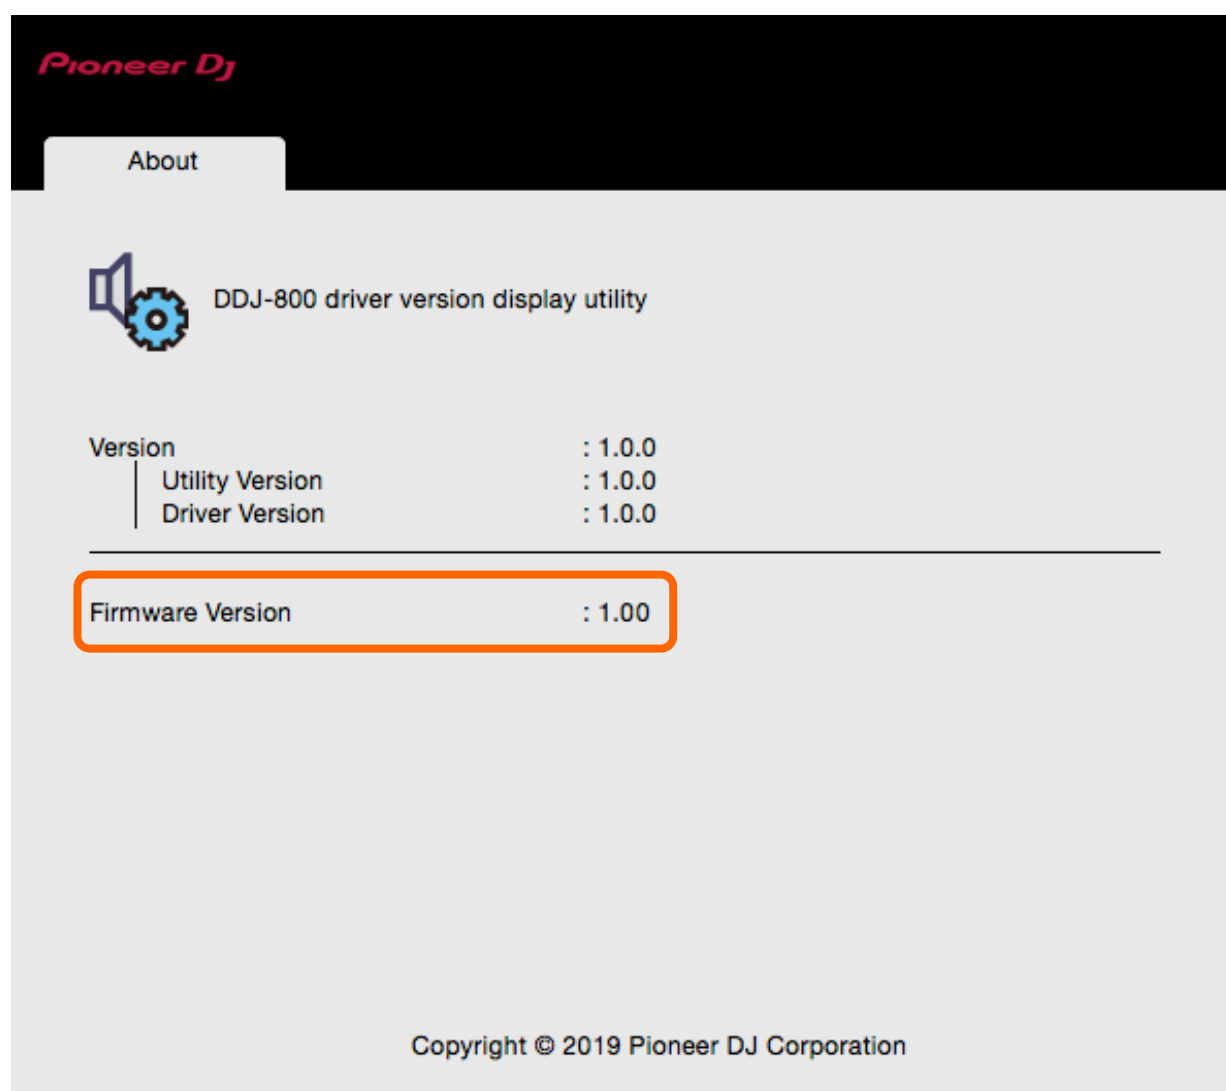 Pioneer Dj
About
DDJ-800 driver version display utility
Version : 1.0.0
Utility Version : 1.0.0
Driver Version : 1.0.0
Firmware Version : 1.00
Copyright © 2019 Pioneer DJ Corporation